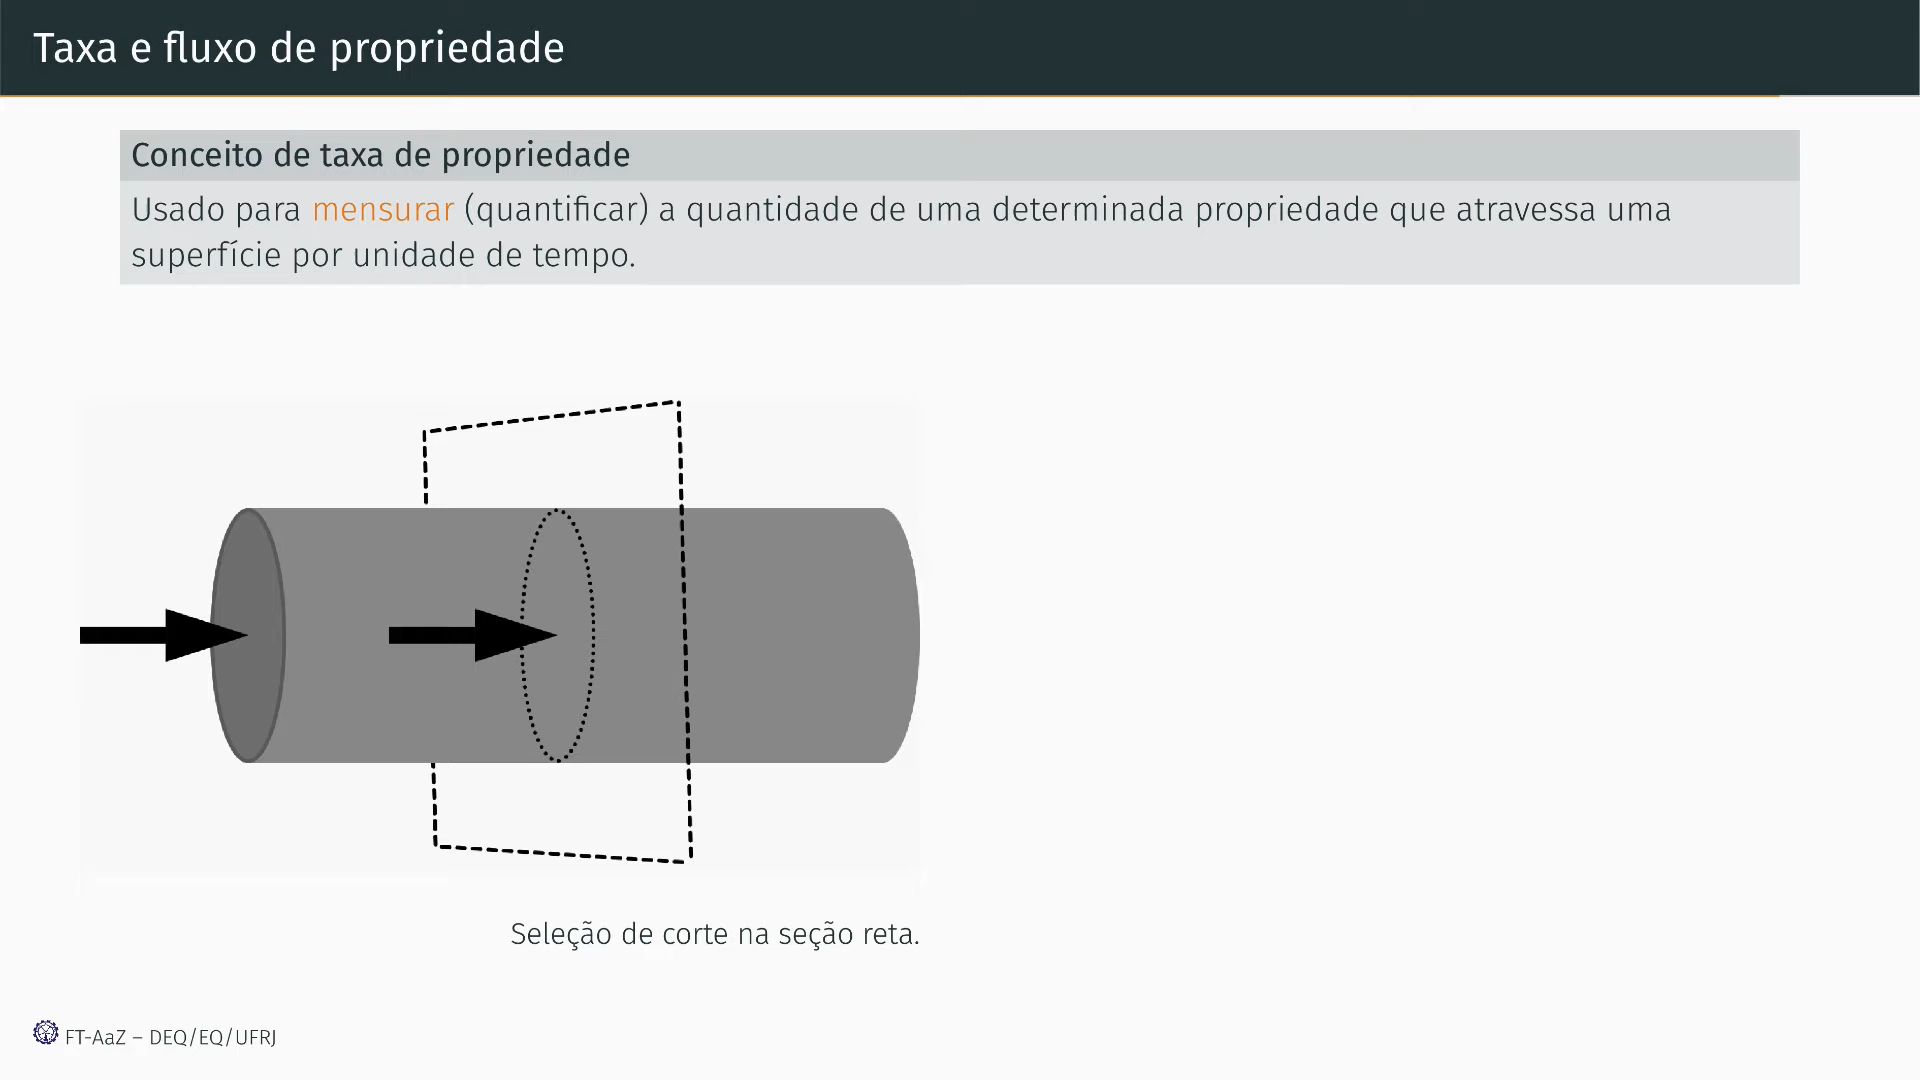 Taxa e fluxo de propriedade
Conceito de taxa de propriedade
Usado para mensurar (quantificar) a quantidade de uma determinada propriedade que atravessa uma
superfície por unidade de tempo.
Seleção de corte na seção reta.
FT-AaZ – DEQ/EQ/UFRJ